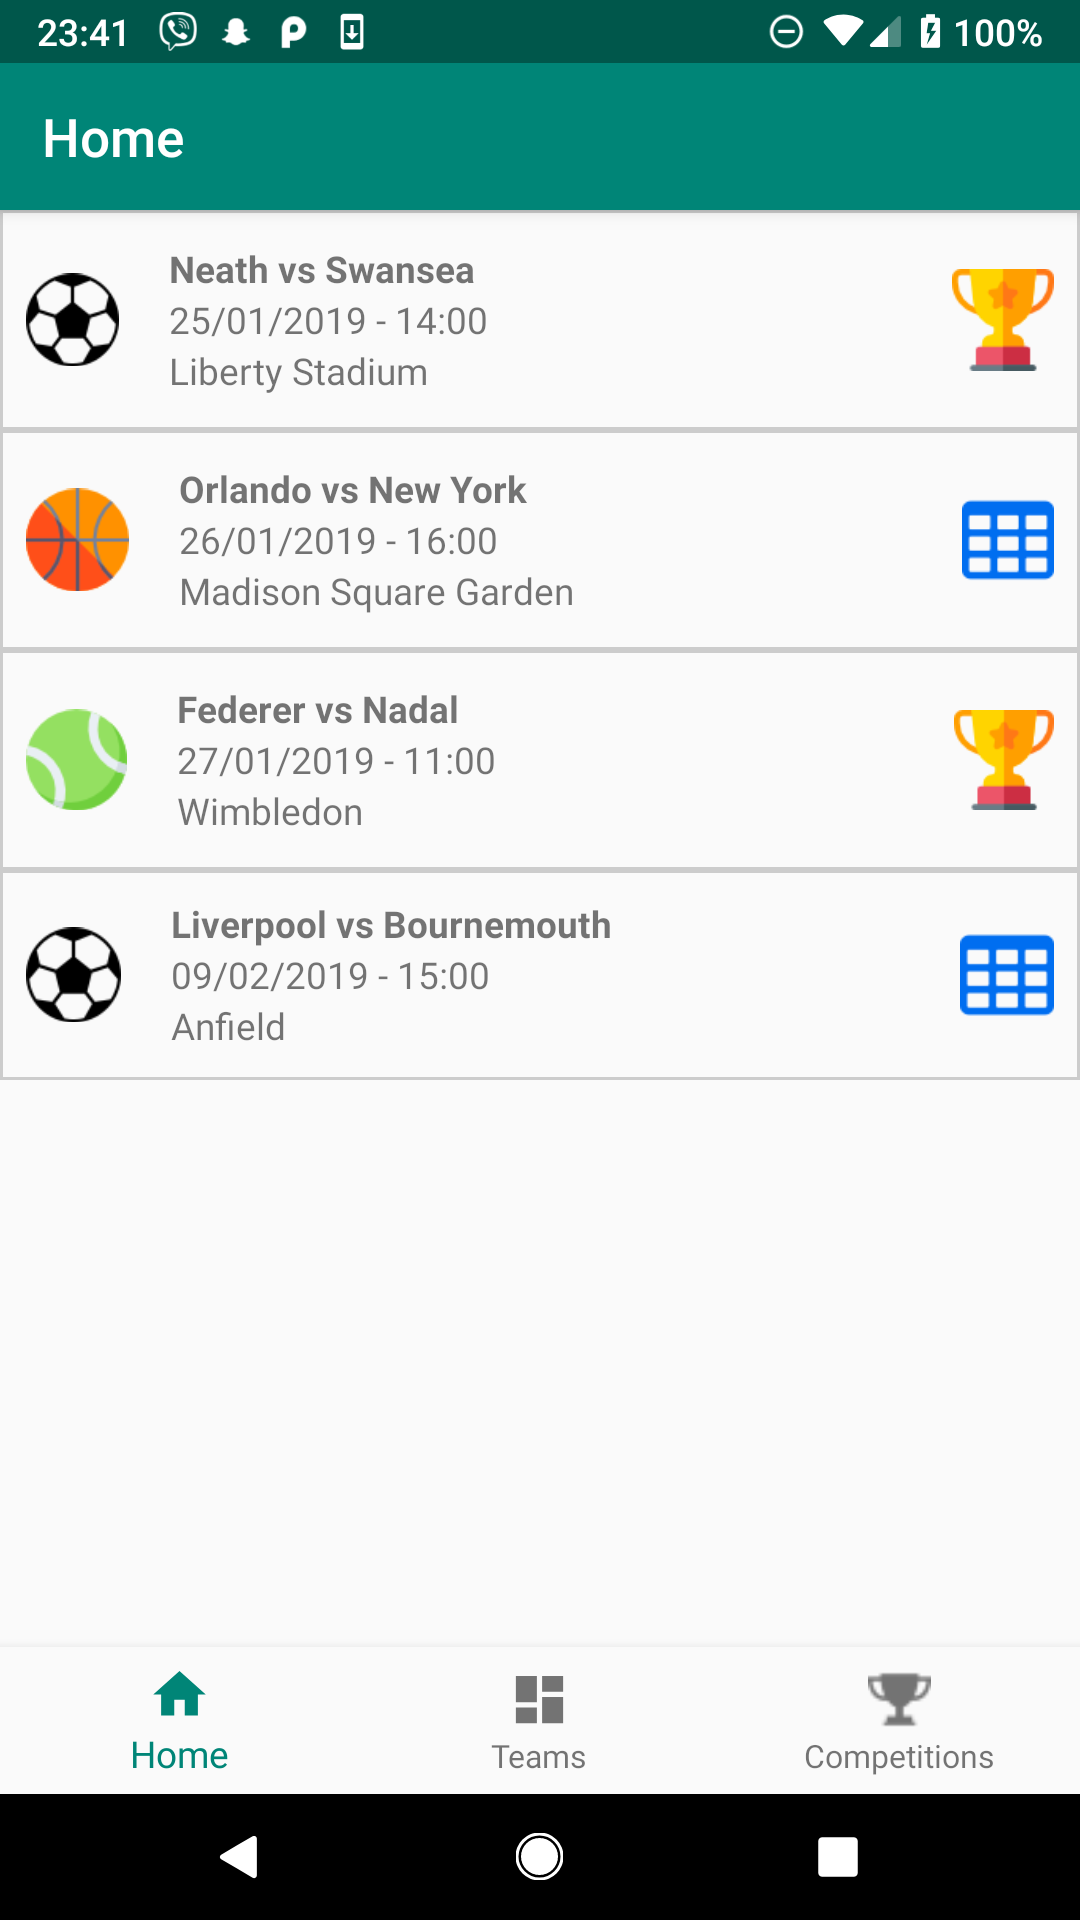 23:41
100%
Home
Neath vs Swansea
25/01/2019 - 14:00
Liberty Stadium
Orlando vs New York
26/01/2019 - 16:00
Madison Square Garden
Federer vs Nadal
27/01/2019 - 11:00
Wimbledon
Liverpool vs Bournemouth
09/02/2019 - 15:00
Anfield
Home
Teams
Competitions